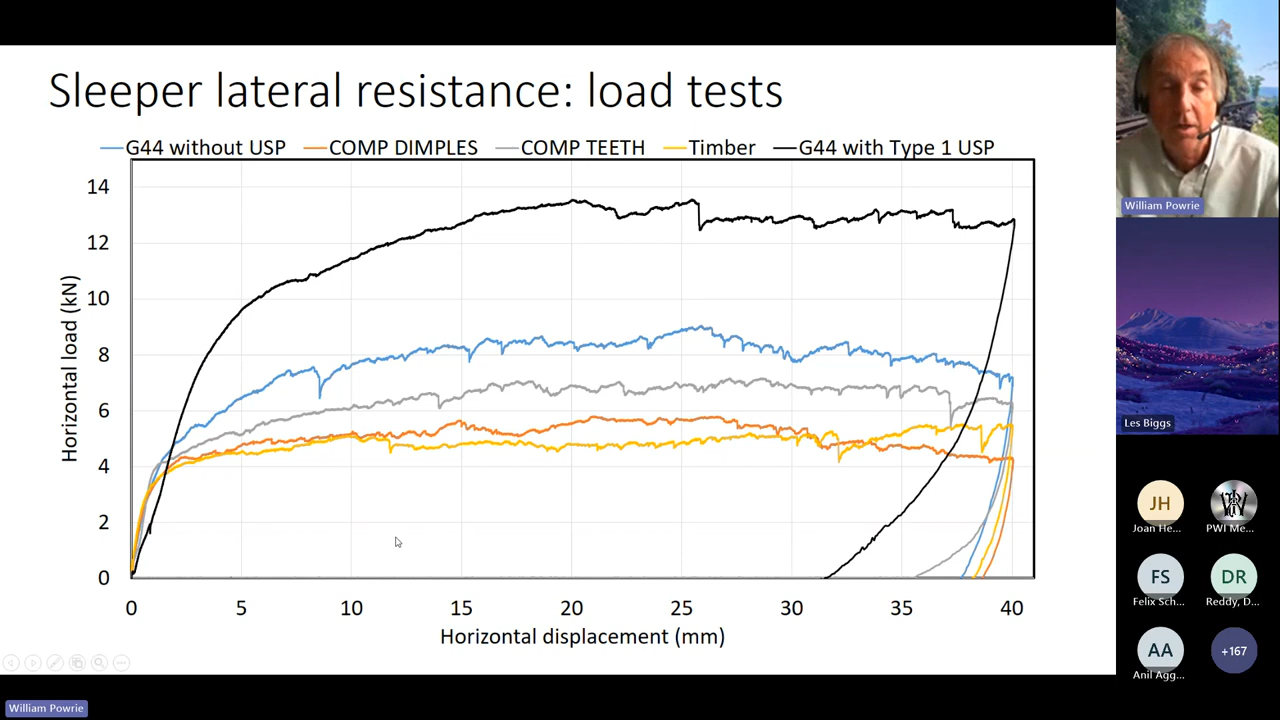 Sleeper lateral resistance: load tests
G44 without USP COMP DIMPLES COMP TEETH Timber G44 with Type 1 USP
14
12
10
8
6
4
2
0
Horizontal load (kN)
0 5 10 15 20 25 30 35 40
Horizontal displacement (mm)
William Powrie
William Powrie
Les Biggs
JH
Joan He...
PWI Me...
FS
Felix Sch...
DR
Reddy, D...
AA
Anil Agg...
+167